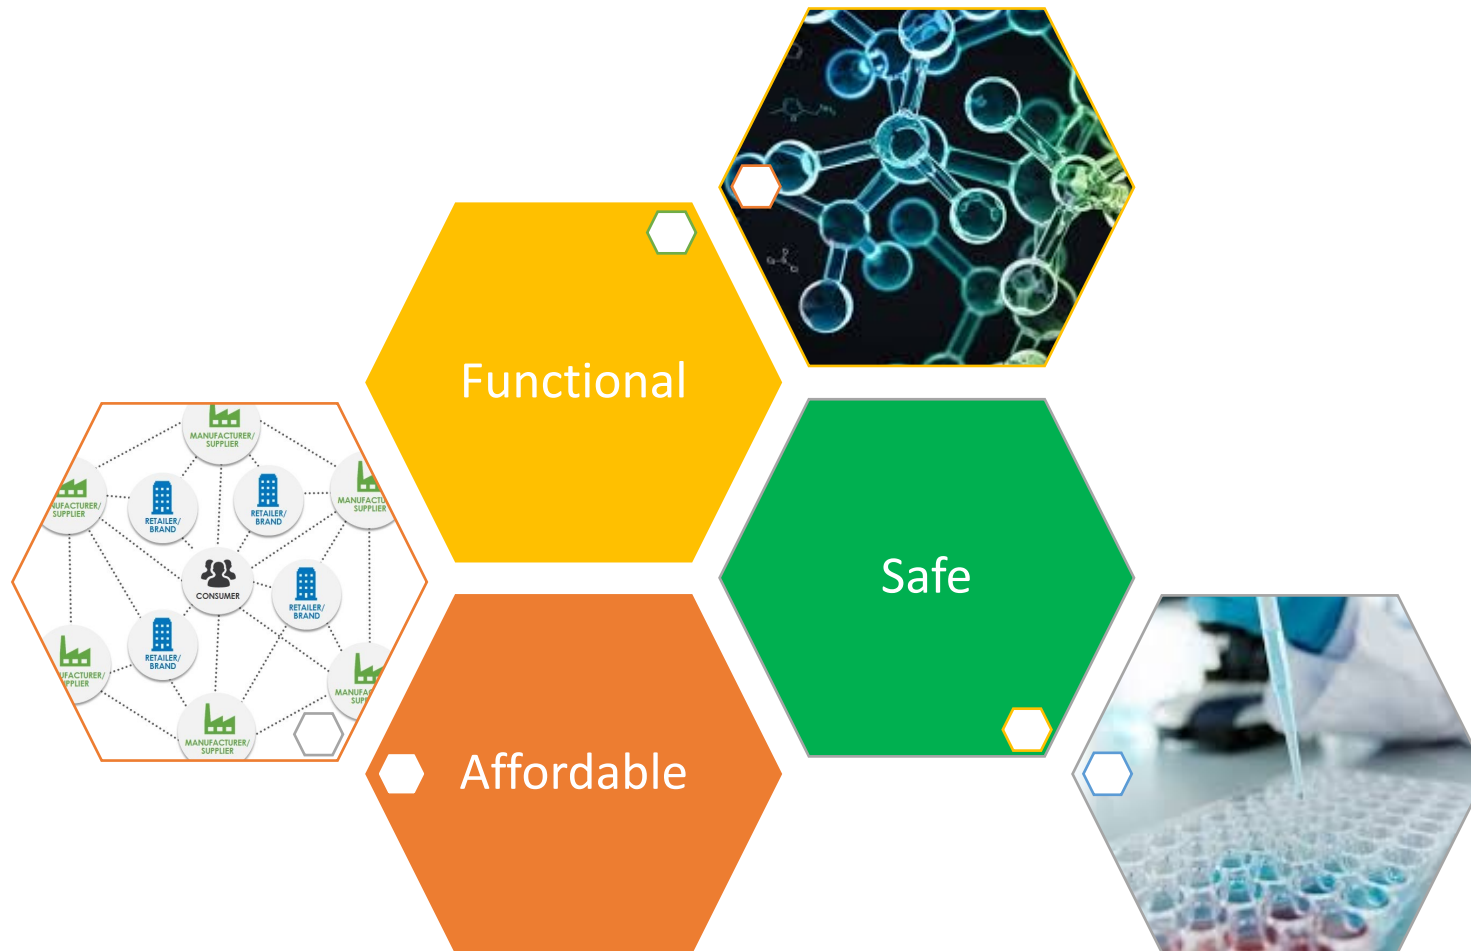 Functional
Safe
Affordable
MANUFACTURER/
SUPPLIER
RETAILER/
BRAND
RETAILER/
BRAND
CONSUMER
RETAILER/
BRAND
RETAILER/
BRAND
MANUFACTURER/
SUPPLIER